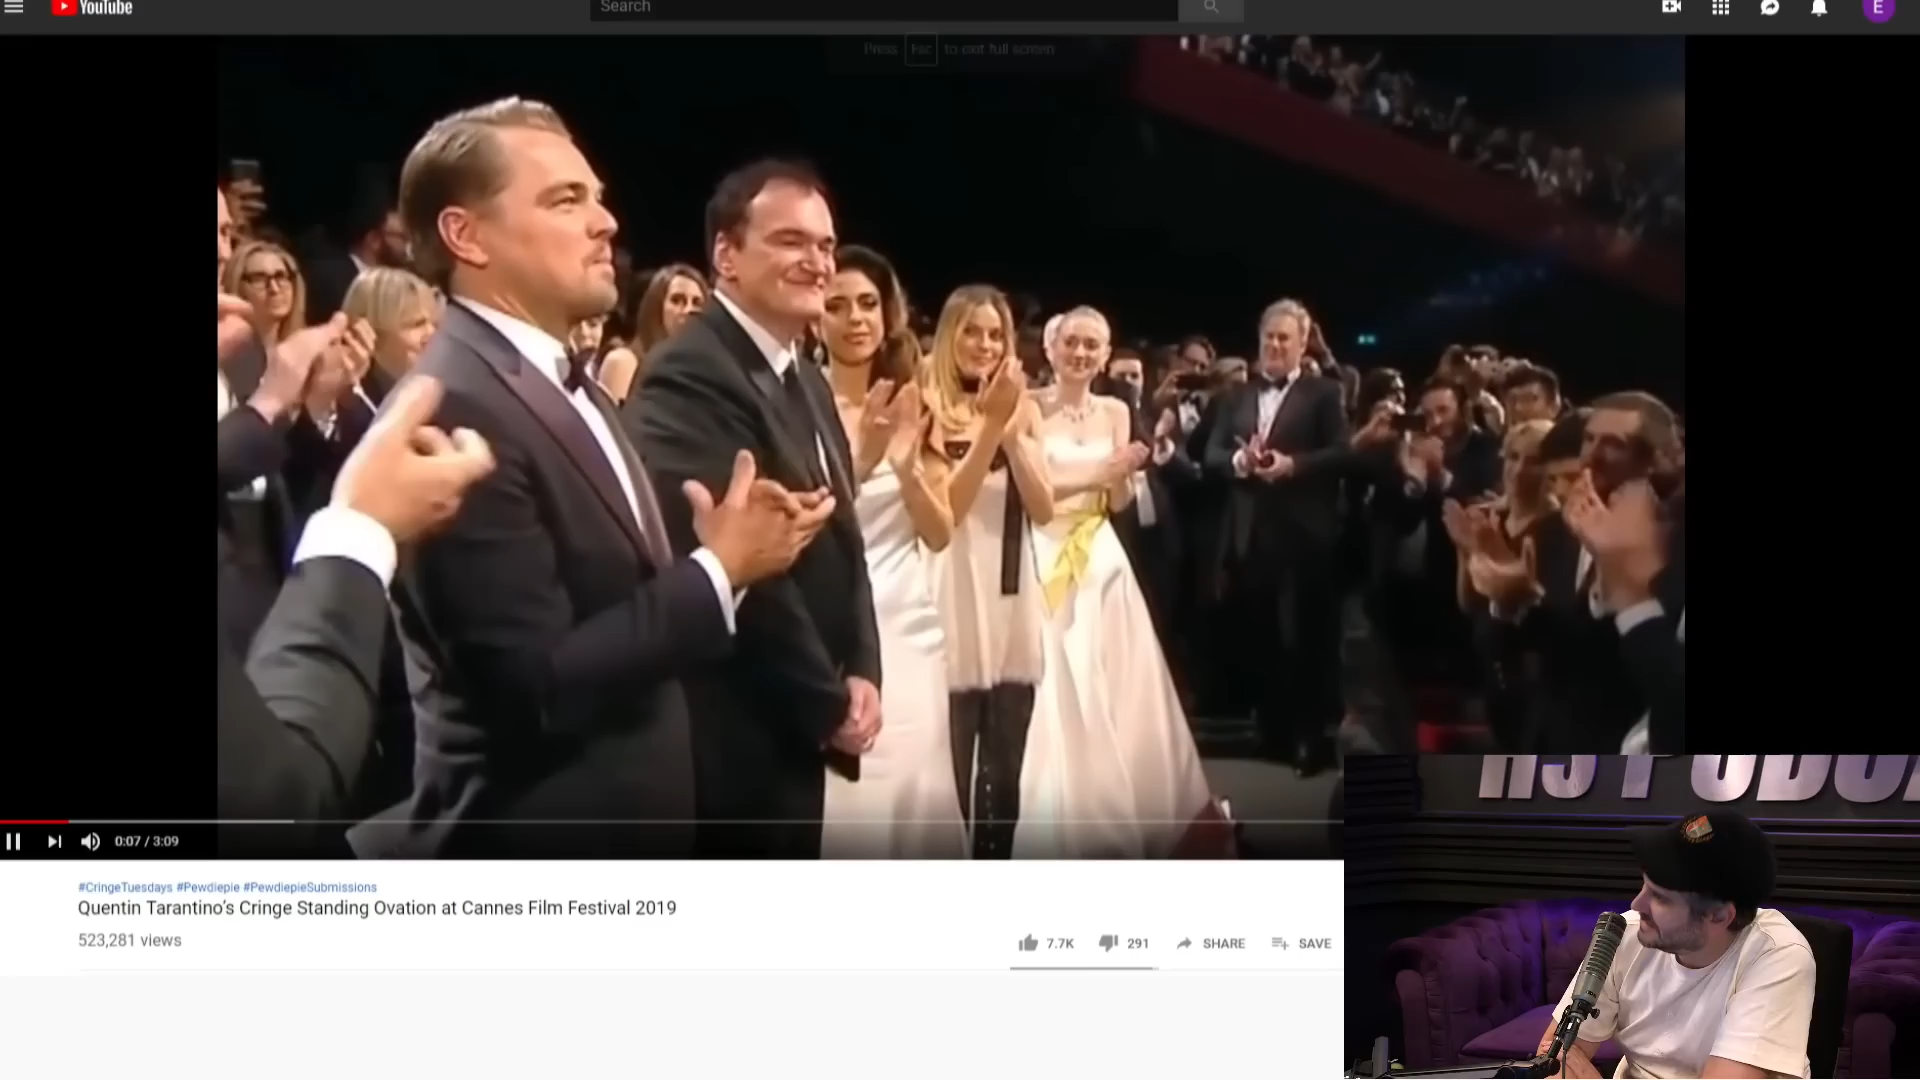 YouTube
Search
E
Press Esc to exit full screen
0:07 / 3:09
#CringeTuesdays #Pewdiepie #PewdiepieSubmissions
Quentin Tarantino's Cringe Standing Ovation at Cannes Film Festival 2019
523,281 views
7.7K
291
SHARE
SAVE